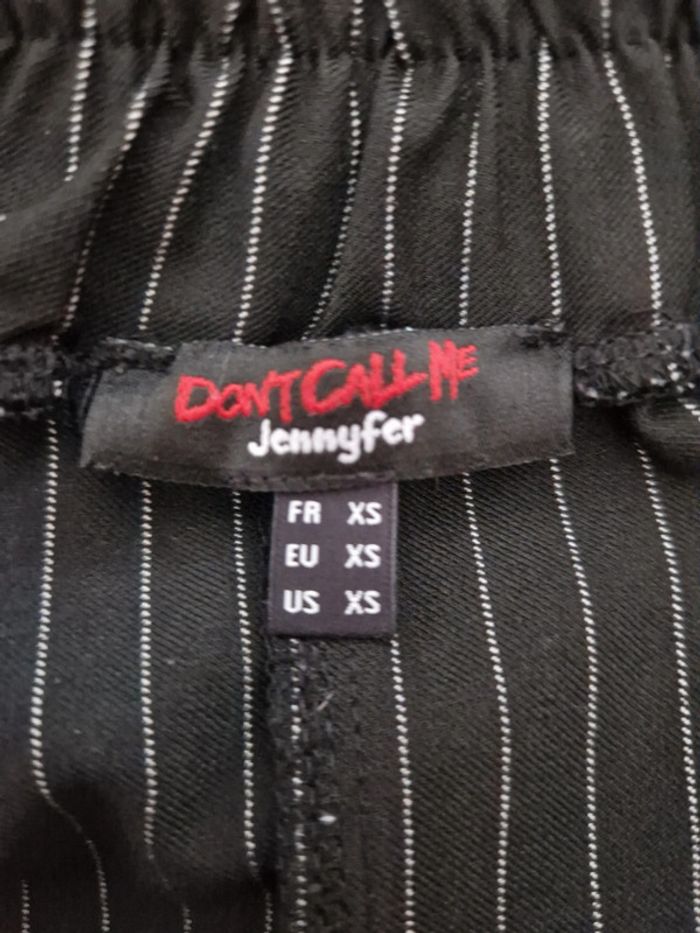 DON'T CALL ME
Jennyfer
FR XS
EU XS
US XS